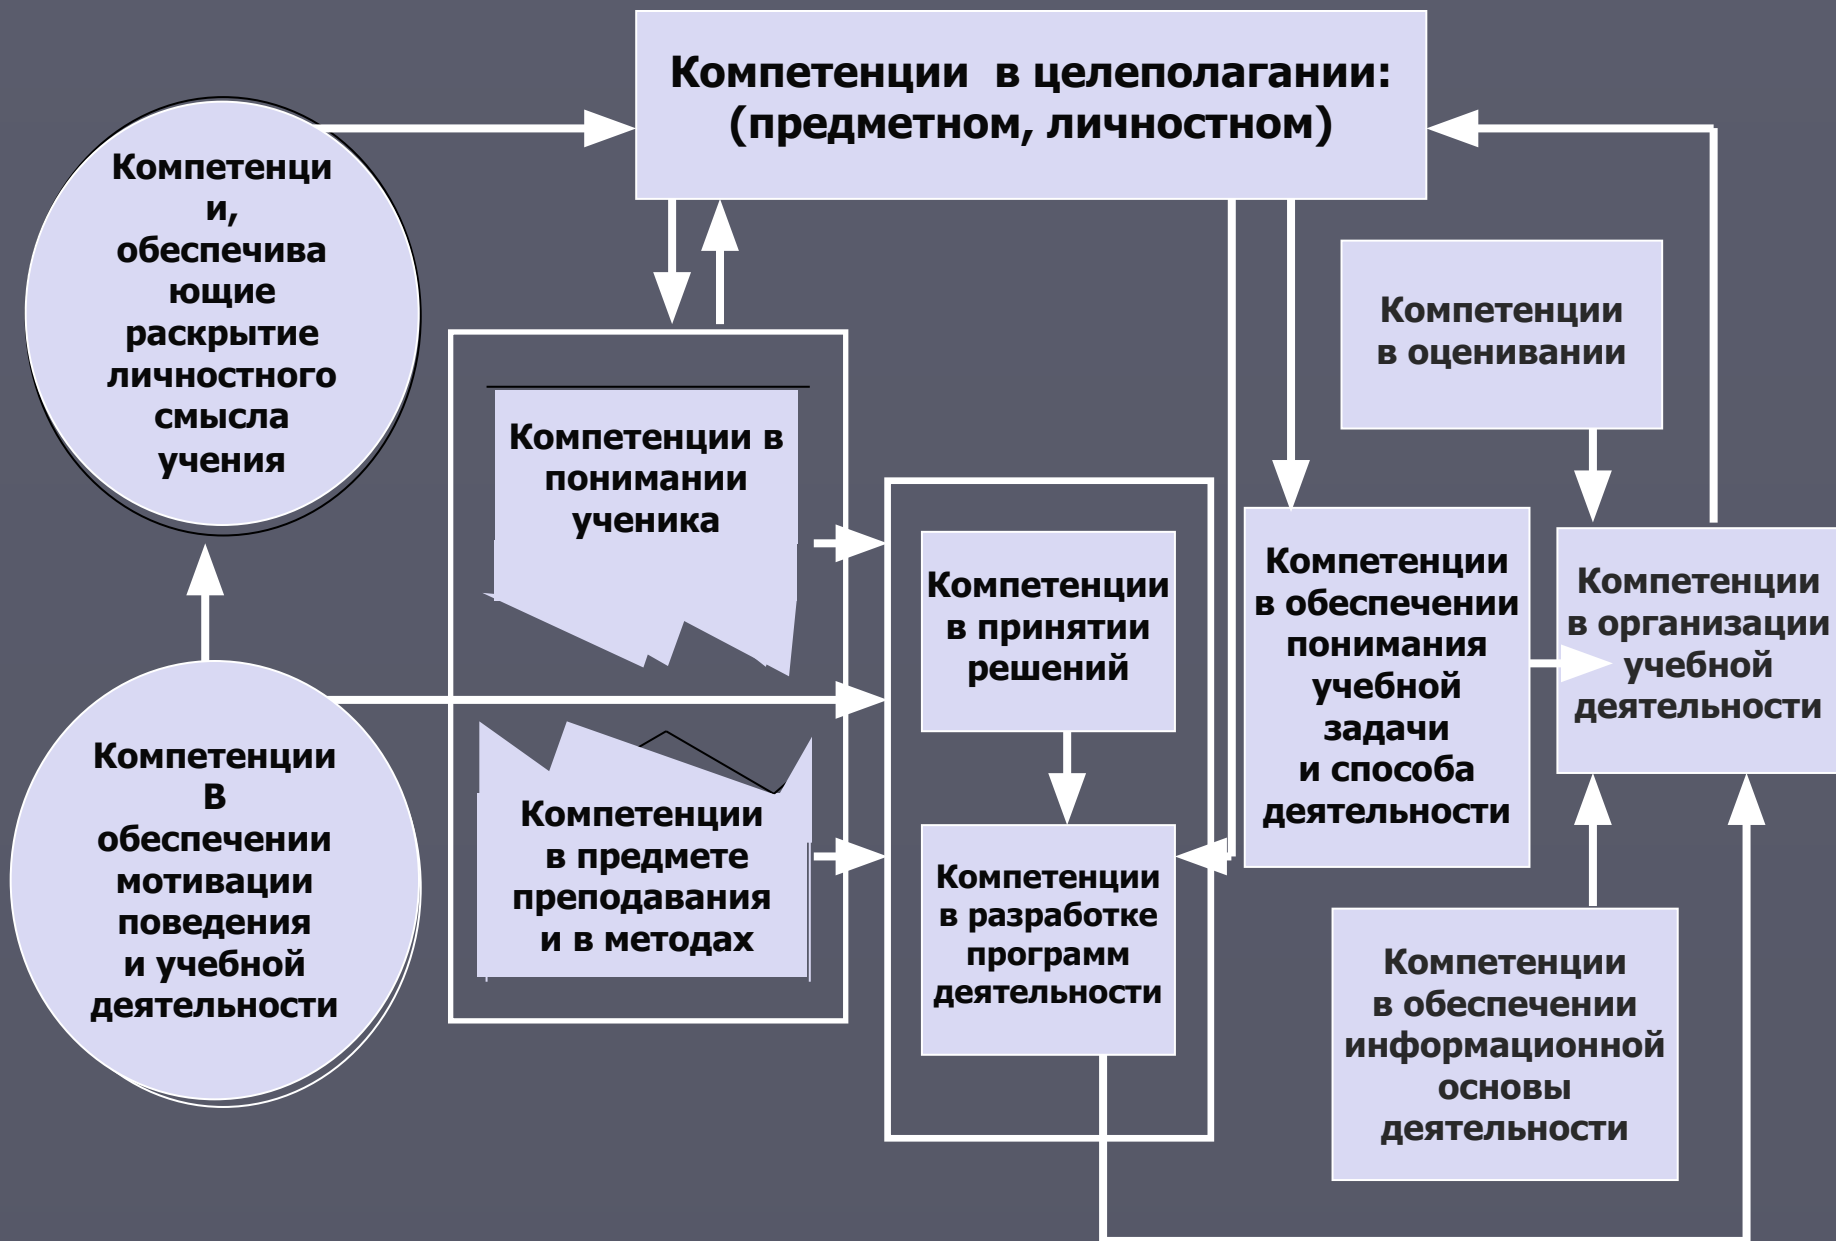 Компетенции в целеполагании:
(предметном, личностном)
Компетенци
и,
обеспечива
ющие
раскрытие
личностного
смысла
учения
Компетенции
в оценивании
Компетенции в
понимании
ученика
Компетенции
в принятии
решений
Компетенции
в обеспечении
понимания
учебной
задачи
и способа
деятельности
Компетенции
в организации
учебной
деятельности
Компетенции
В
обеспечении
мотивации
поведения
и учебной
деятельности
Компетенции
в предмете
преподавания
и в методах
Компетенции
в разработке
программ
деятельности
Компетенции
в обеспечении
информационной
основы
деятельности